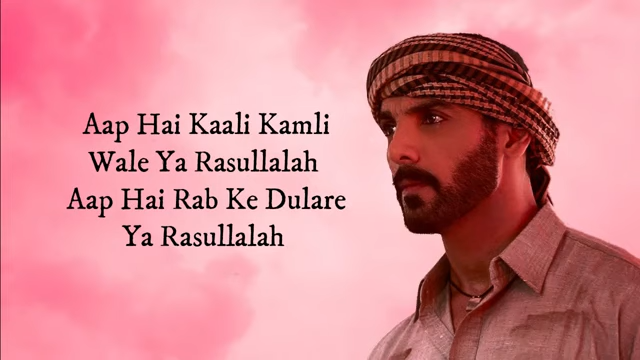 Aap Hai Kaali Kamli
Wale Ya Rasullalah
Aap Hai Rab Ke Dulare
Ya Rasullalah